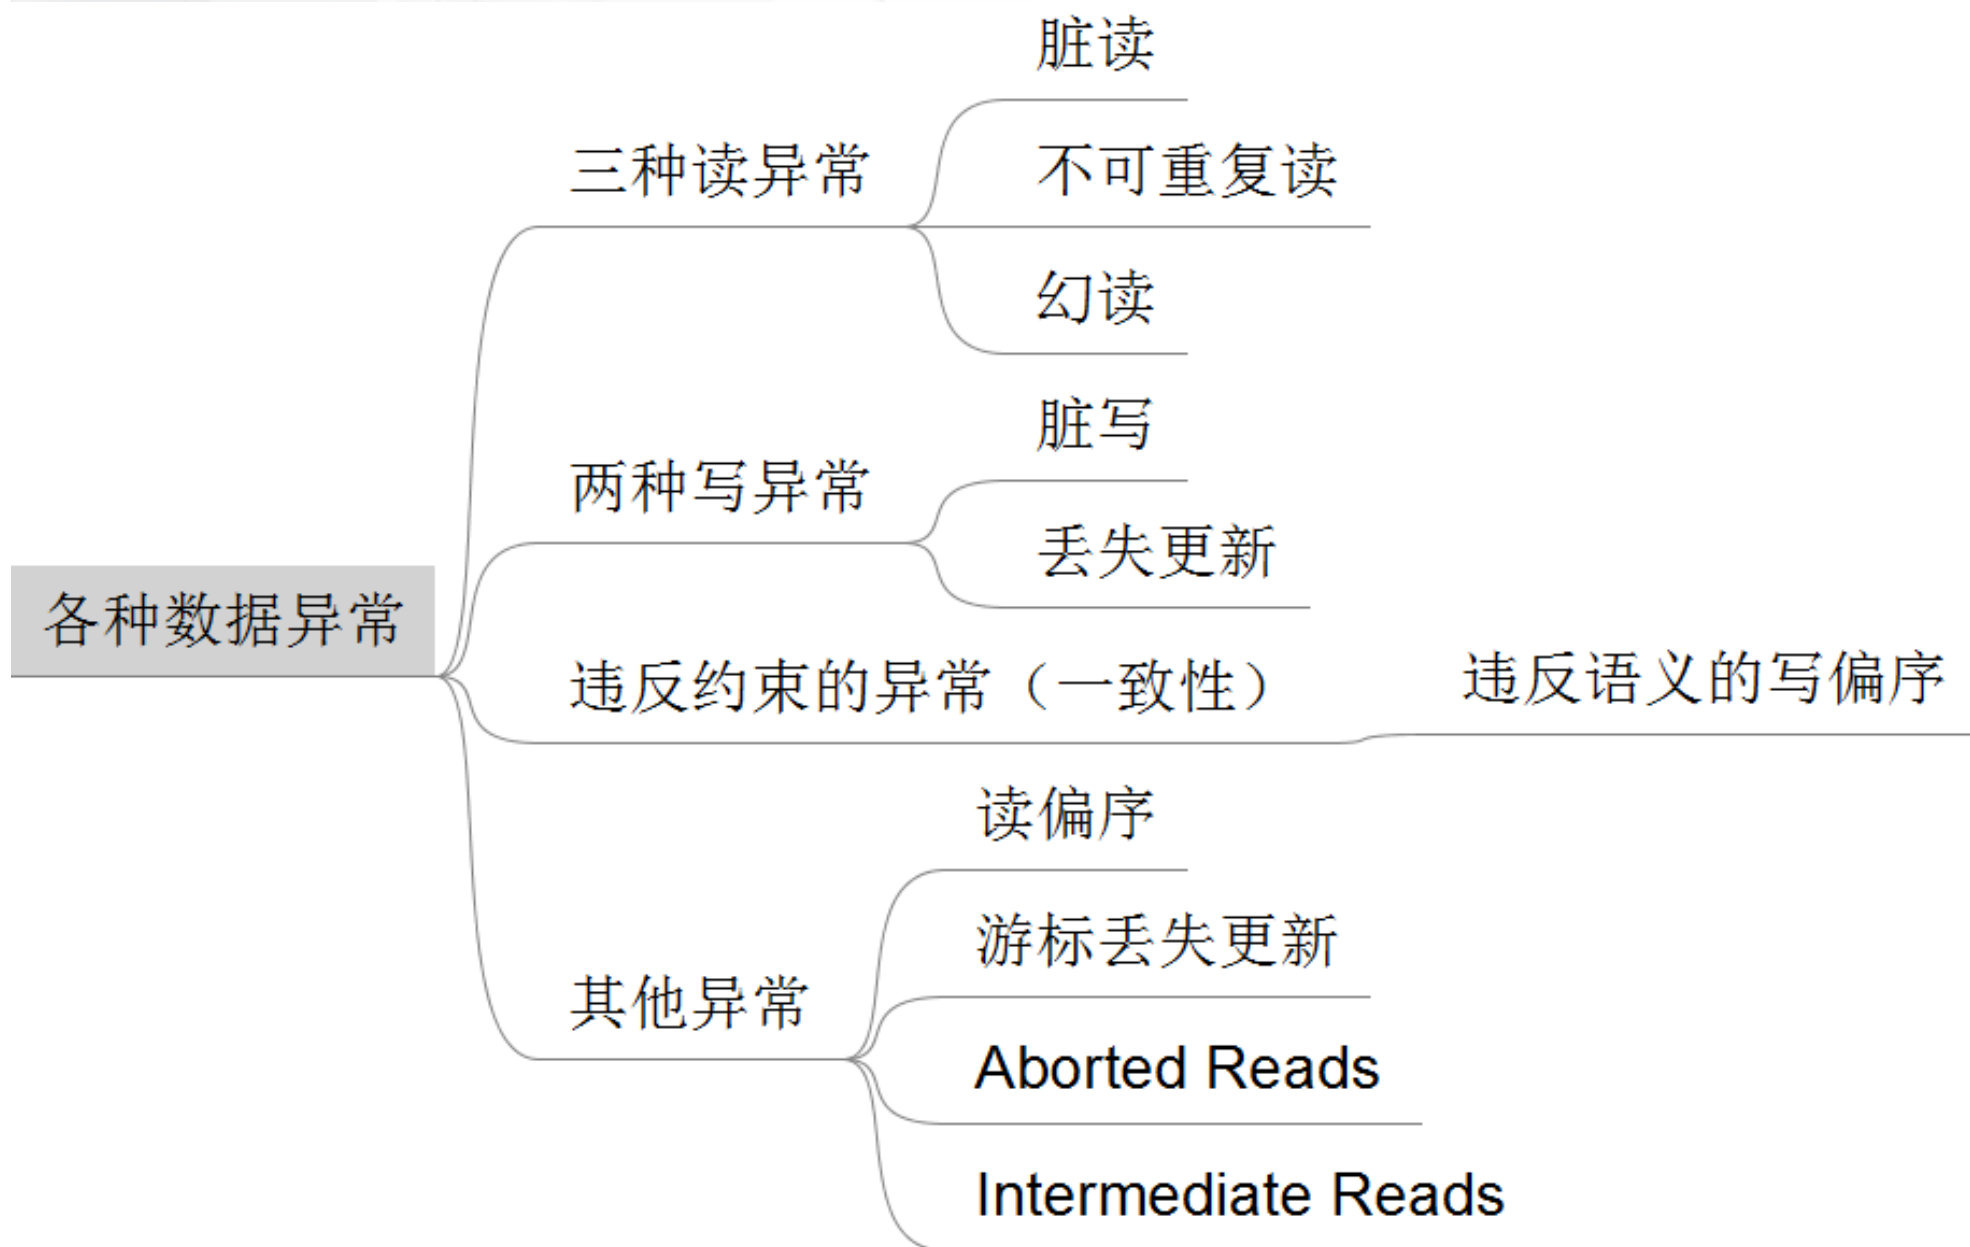 各种数据异常
三种读异常
脏读
不可重复读
幻读
两种写异常
脏写
丢失更新
违反约束的异常（一致性）
违反语义的写偏序
其他异常
读偏序
游标丢失更新
Aborted Reads
Intermediate Reads